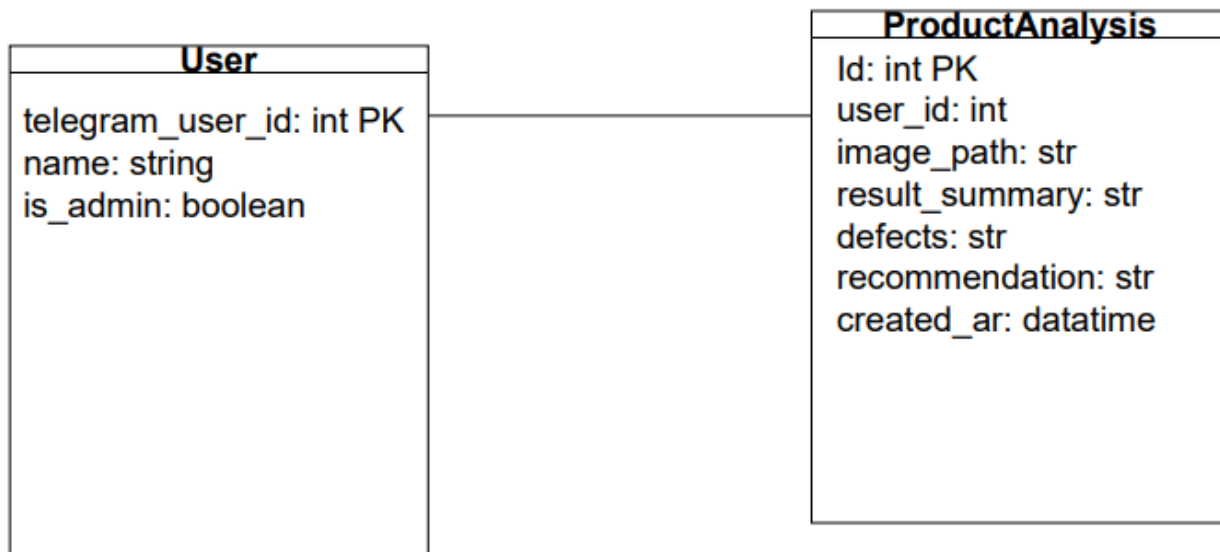 User
telegram_user_id: int PK
name: string
is_admin: boolean
ProductAnalysis
Id: int PK
user_id: int
image_path: str
result_summary: str
defects: str
recommendation: str
created_ar: datatime